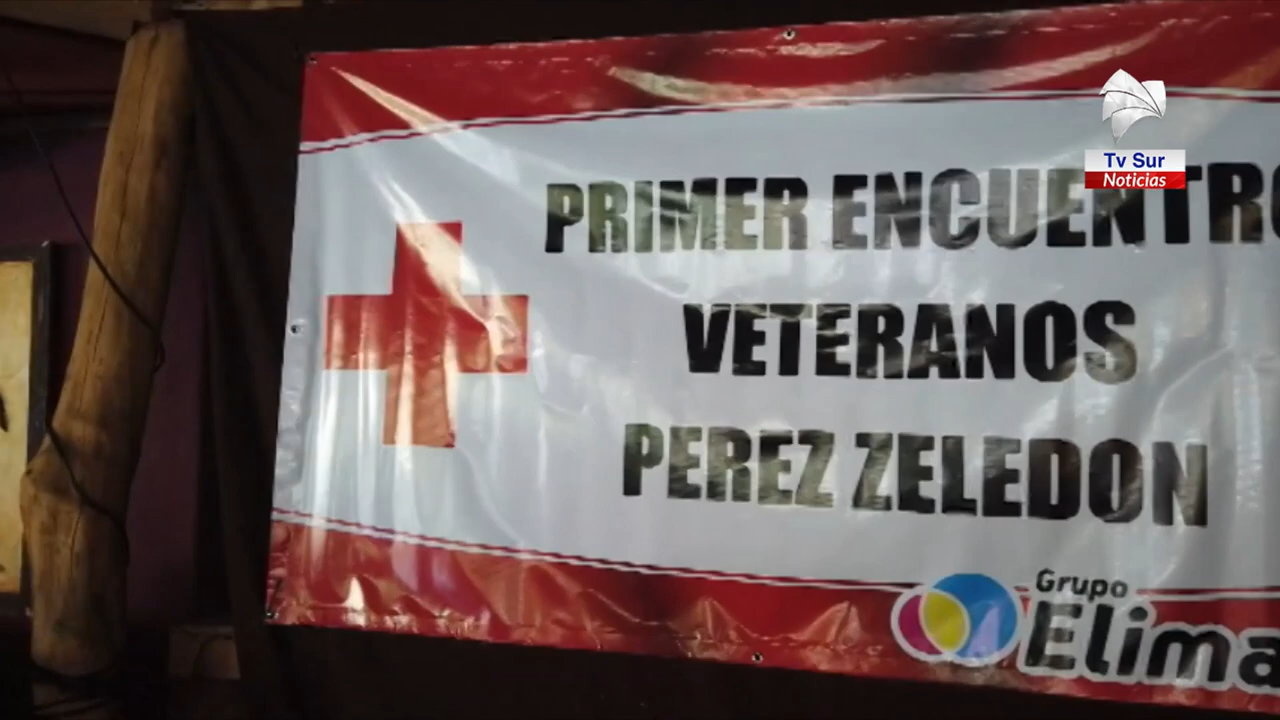 Tv Sur
Noticias
PRIMER ENCUENTRO
VETERANOS
PEREZ ZELEDON
Grupo
Elima